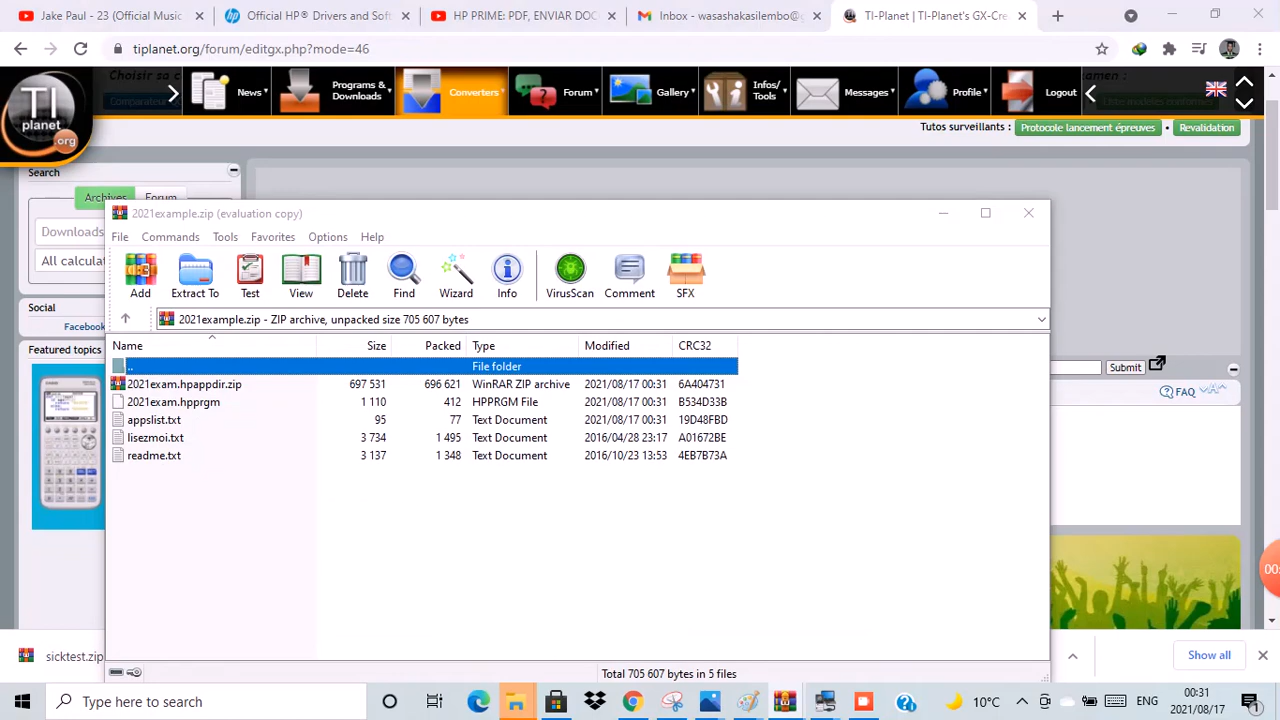 Jake Paul - 23 (Official Music
Official HP® Drivers and Sof
HP PRIME: PDF, ENVIAR DOC
Inbox - wasashakasilembo@g
TI-Planet | TI-Planet's GX-Cre
tiplanet.org/forum/editgx.php?mode=46
Choisir sa c
amen :
TI
planet
.org
News
Programs &
Downloads
Converters
Forum
Gallery
Infos/
Tools
Messages
Profile
Logout
Tutos surveillants :
Protocole lancement épreuves
•
Revalidation
Search
Archives
Forum
Downloads
All calcula
Social
Facebook
Featured topics
Submit
FAQ
2021example.zip (evaluation copy)
File
Commands
Tools
Favorites
Options
Help
Add
Extract To
Test
View
Delete
Find
Wizard
Info
VirusScan
Comment
SFX
2021example.zip - ZIP archive, unpacked size 705 607 bytes
Name Size Packed Type Modified CRC32
.. File folder
2021exam.hpappdir.zip 697 531 696 621 WinRAR ZIP archive 2021/08/17 00:31 6A404731
2021exam.hpprgm 1 110 412 HPPRGM File 2021/08/17 00:31 B534D33B
appslist.txt 95 77 Text Document 2021/08/17 00:31 19D48FBD
lisezmoi.txt 3 734 1 495 Text Document 2016/04/28 23:17 A01672BE
readme.txt 3 137 1 348 Text Document 2016/10/23 13:53 4EB7B73A
Total 705 607 bytes in 5 files
sicktest.zip
Show all
00:
Type here to search
10°C
ENG
00:31
2021/08/17